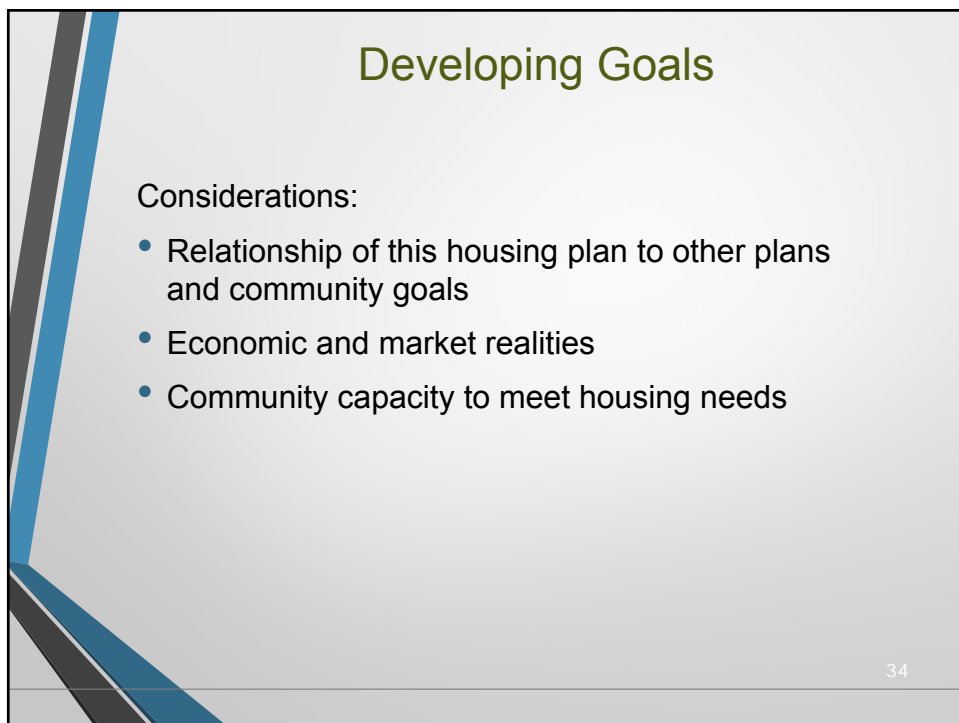 Developing Goals
Considerations:
• Relationship of this housing plan to other plans
and community goals
• Economic and market realities
• Community capacity to meet housing needs
34